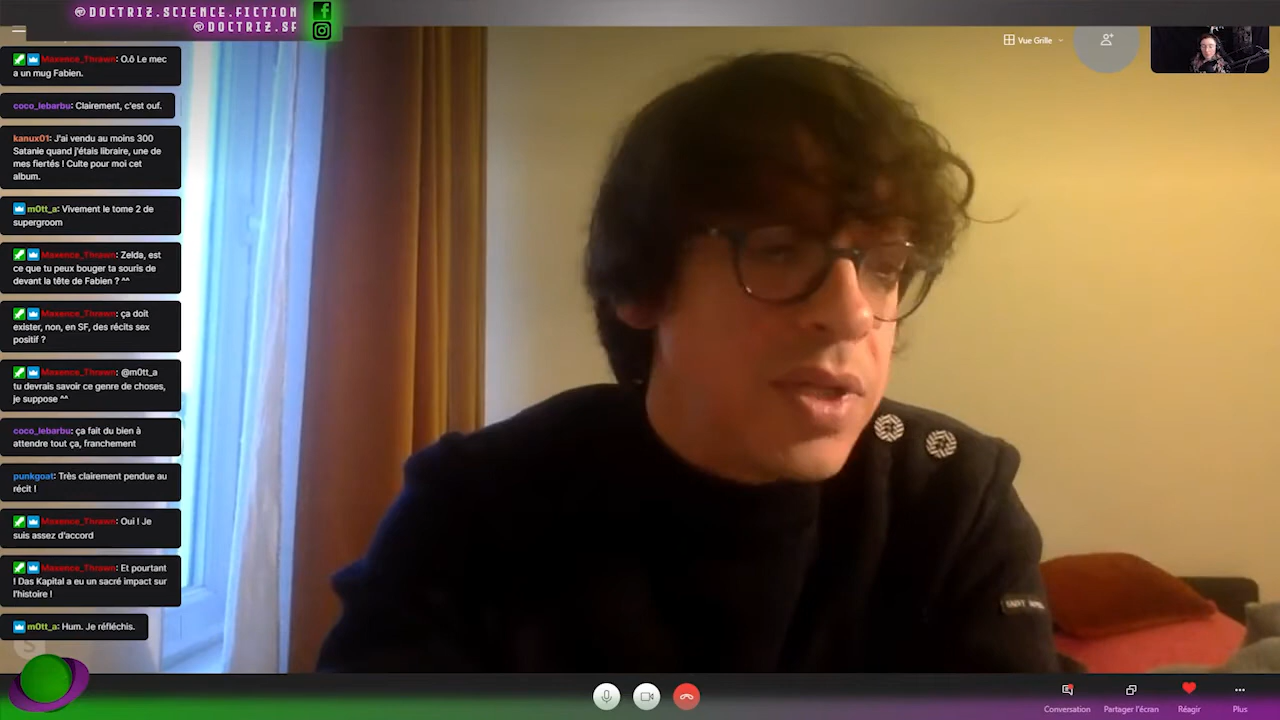 @DOCTRIZ.SCIENCE.FICTION
@DOCTRIZ.SF
Vue Grille
Maxence_Thrawn: O.ô Le mec
a un mug Fabien.
coco_lebarbu: Clairement, c'est ouf.
kanux01: J'ai vendu au moins 300
Satanie quand j'étais libraire, une de
mes fiertés ! Culte pour moi cet
album.
m0tt_a: Vivement le tome 2 de
supergroom
Maxence_Thrawn: Zelda, est
ce que tu peux bouger ta souris de
devant la tête de Fabien ? ^^
Maxence_Thrawn: ça doit
exister, non, en SF, des récits sex
positif ?
Maxence_Thrawn: @m0tt_a
tu devrais savoir ce genre de choses,
je suppose ^^
coco_lebarbu: ça fait du bien à
attendre tout ça, franchement
punkgoat: Très clairement pendue au
récit !
Maxence_Thrawn: Oui ! Je
suis assez d'accord
Maxence_Thrawn: Et pourtant
! Das Kapital a eu un sacré impact sur
l'histoire !
m0tt_a: Hum. Je réfléchis.
SAINT
Conversation
Partager l'écran
Réagir
Plus